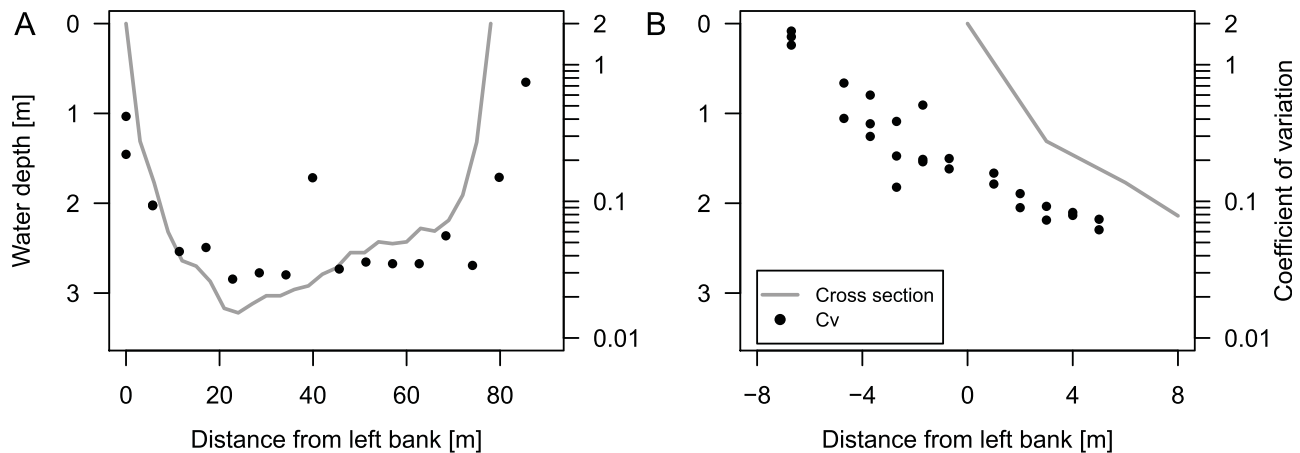 A
0
1
2
3
Water depth [m]
2
1
0.1
0.01
0 20 40 60 80
Distance from left bank [m]
B
0
1
2
3
Cross section
Cv
2
1
0.1
0.01
Coefficient of variation
−8 −4 0 4 8
Distance from left bank [m]